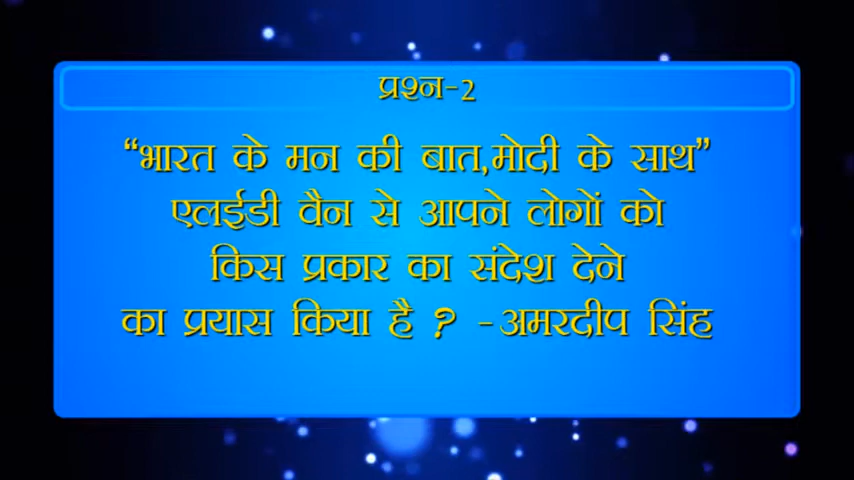 प्रश्न-2
“भारत के मन की बात,मोदी के साथ”
एलईडी वैन से आपने लोगों को
किस प्रकार का संदेश देने
का प्रयास किया है ? -अमरदीप सिंह